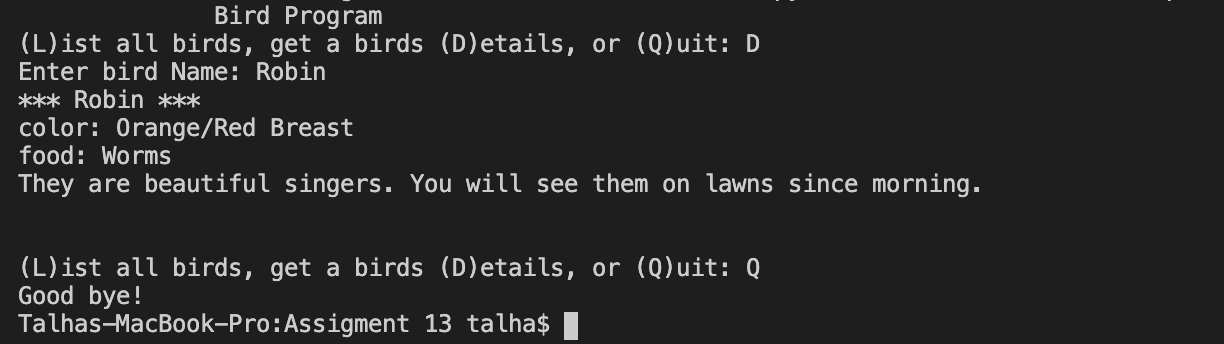 Bird Program
(L)ist all birds, get a birds (D)etails, or (Q)uit: D
Enter bird Name: Robin
*** Robin ***
color: Orange/Red Breast
food: Worms
They are beautiful singers. You will see them on lawns since morning.
(L)ist all birds, get a birds (D)etails, or (Q)uit: Q
Good bye!
Talhas-MacBook-Pro:Assigment 13 talha$